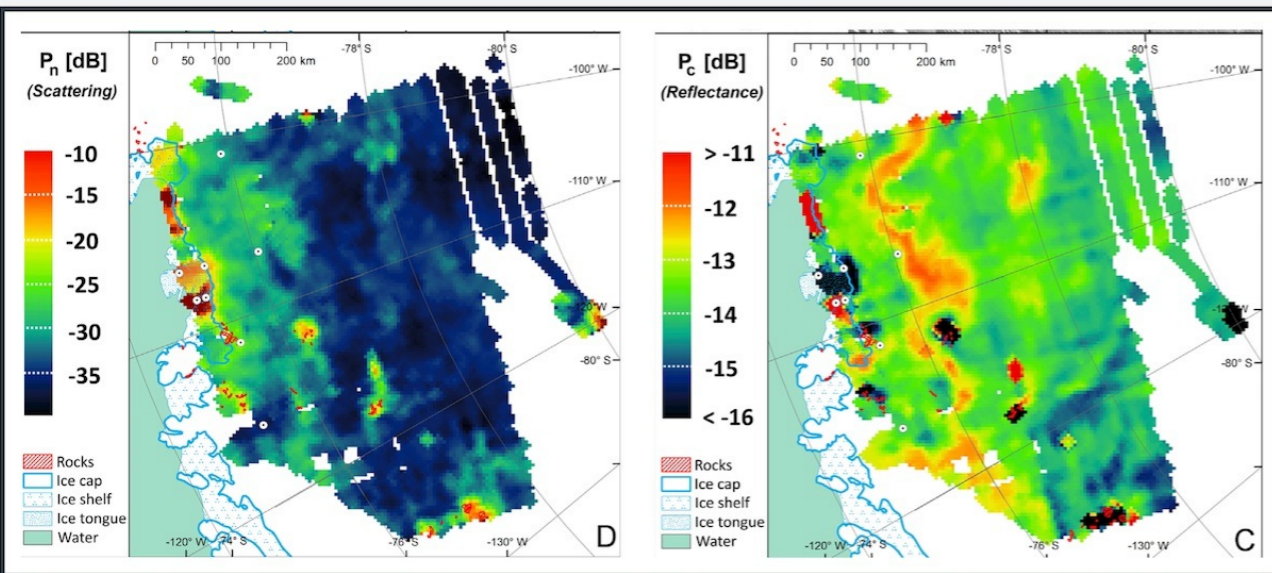 Pn [dB]
(Scattering)
0 50 100 200 km
-78° S
-80° S
-100° W
-110° W
-80° S
-10
-15
-20
-25
-30
-35
Rocks
Ice cap
Ice shelf
Ice tongue
Water
-120° W
-74° S
-76° S
-130° W
D
Pc [dB]
(Reflectance)
0 50 100 200 km
-78° S
-80° S
-100° W
-110° W
-80° S
> -11
-12
-13
-14
-15
< -16
Rocks
Ice cap
Ice shelf
Ice tongue
Water
-120° W
-74° S
-76° S
-130° W
C